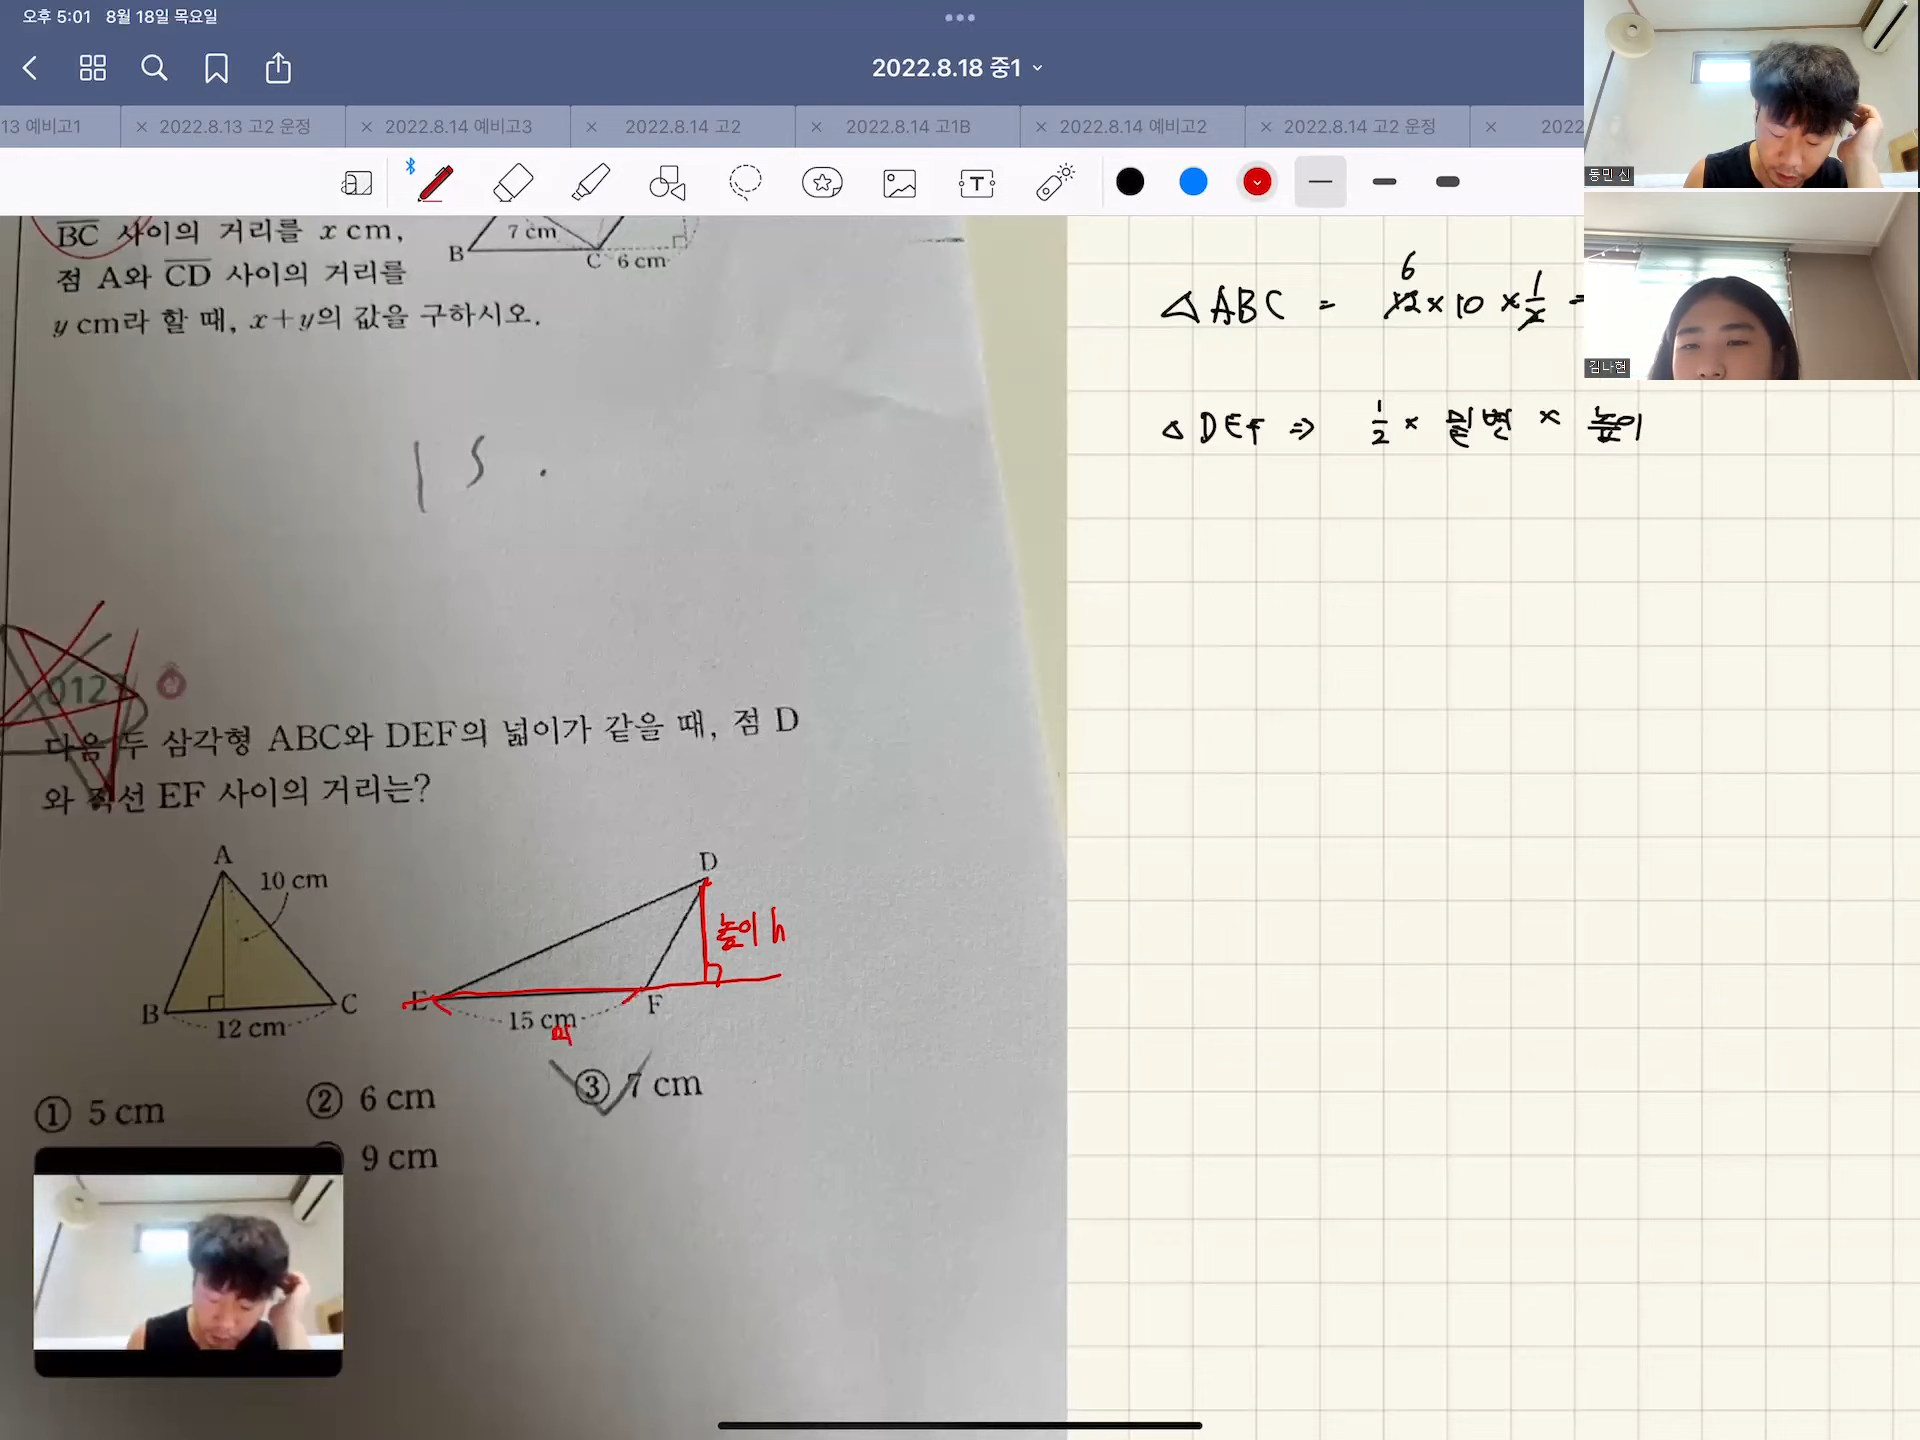 오후 5:01 8월 18일 목요일
2022.8.18 중1
13 예비고1
2022.8.13 고2 운정
2022.8.14 예비고3
2022.8.14 고2
2022.8.14 고1B
2022.8.14 예비고2
2022.8.14 고2 운정
2022
동민 신
김나현
BC 사이의 거리를 x cm,
점 A와 CD 사이의 거리를
y cm라 할 때, x+y의 값을 구하시오.
B 7 cm C 6 cm
15.
012
다음 두 삼각형 ABC와 DEF의 넓이가 같을 때, 점 D
와 직선 EF 사이의 거리는?
A
10 cm
B
C
12 cm
D
높이 h
E
F
15 cm
① 5 cm
② 6 cm
③ 7 cm
9 cm
6
△ABC = 12×10×1/2 =
△DEF ⇒ 1/2 × 밑변 × 높이